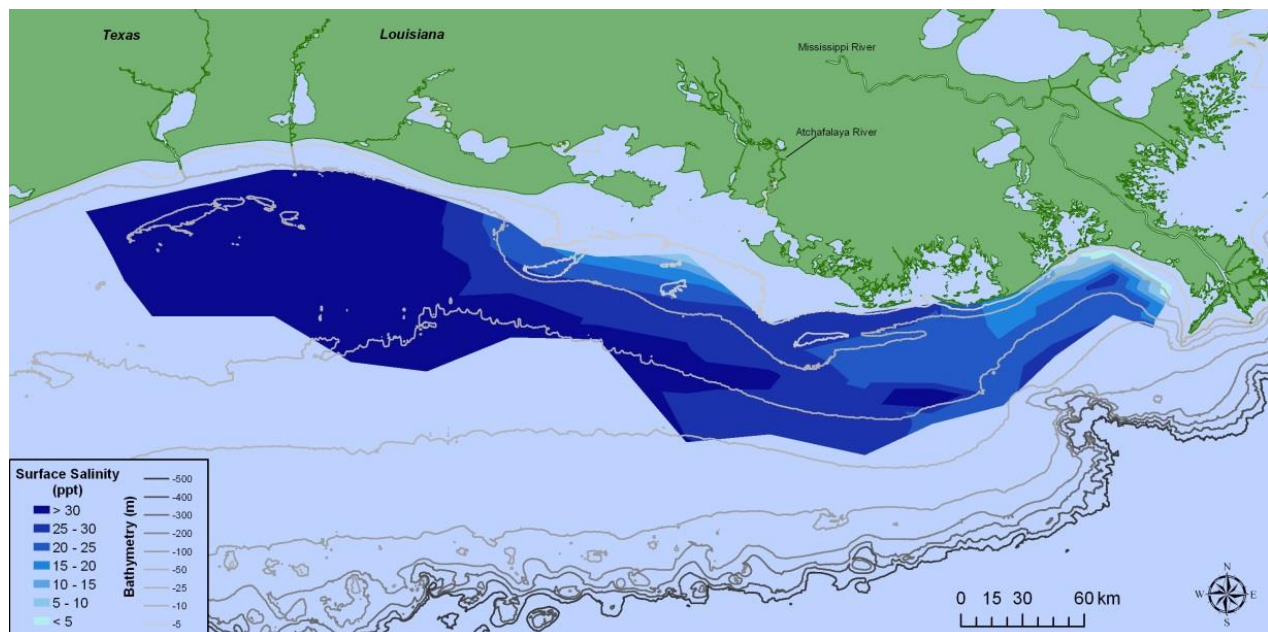 Texas
Louisiana
Mississippi River
Atchafalaya River
Surface Salinity
(ppt)
> 30
25 - 30
20 - 25
15 - 20
10 - 15
5 - 10
< 5
Bathymetry (m)
-500
-400
-300
-200
-100
-50
-25
-10
-5
0 15 30 60 km
N
W E
S